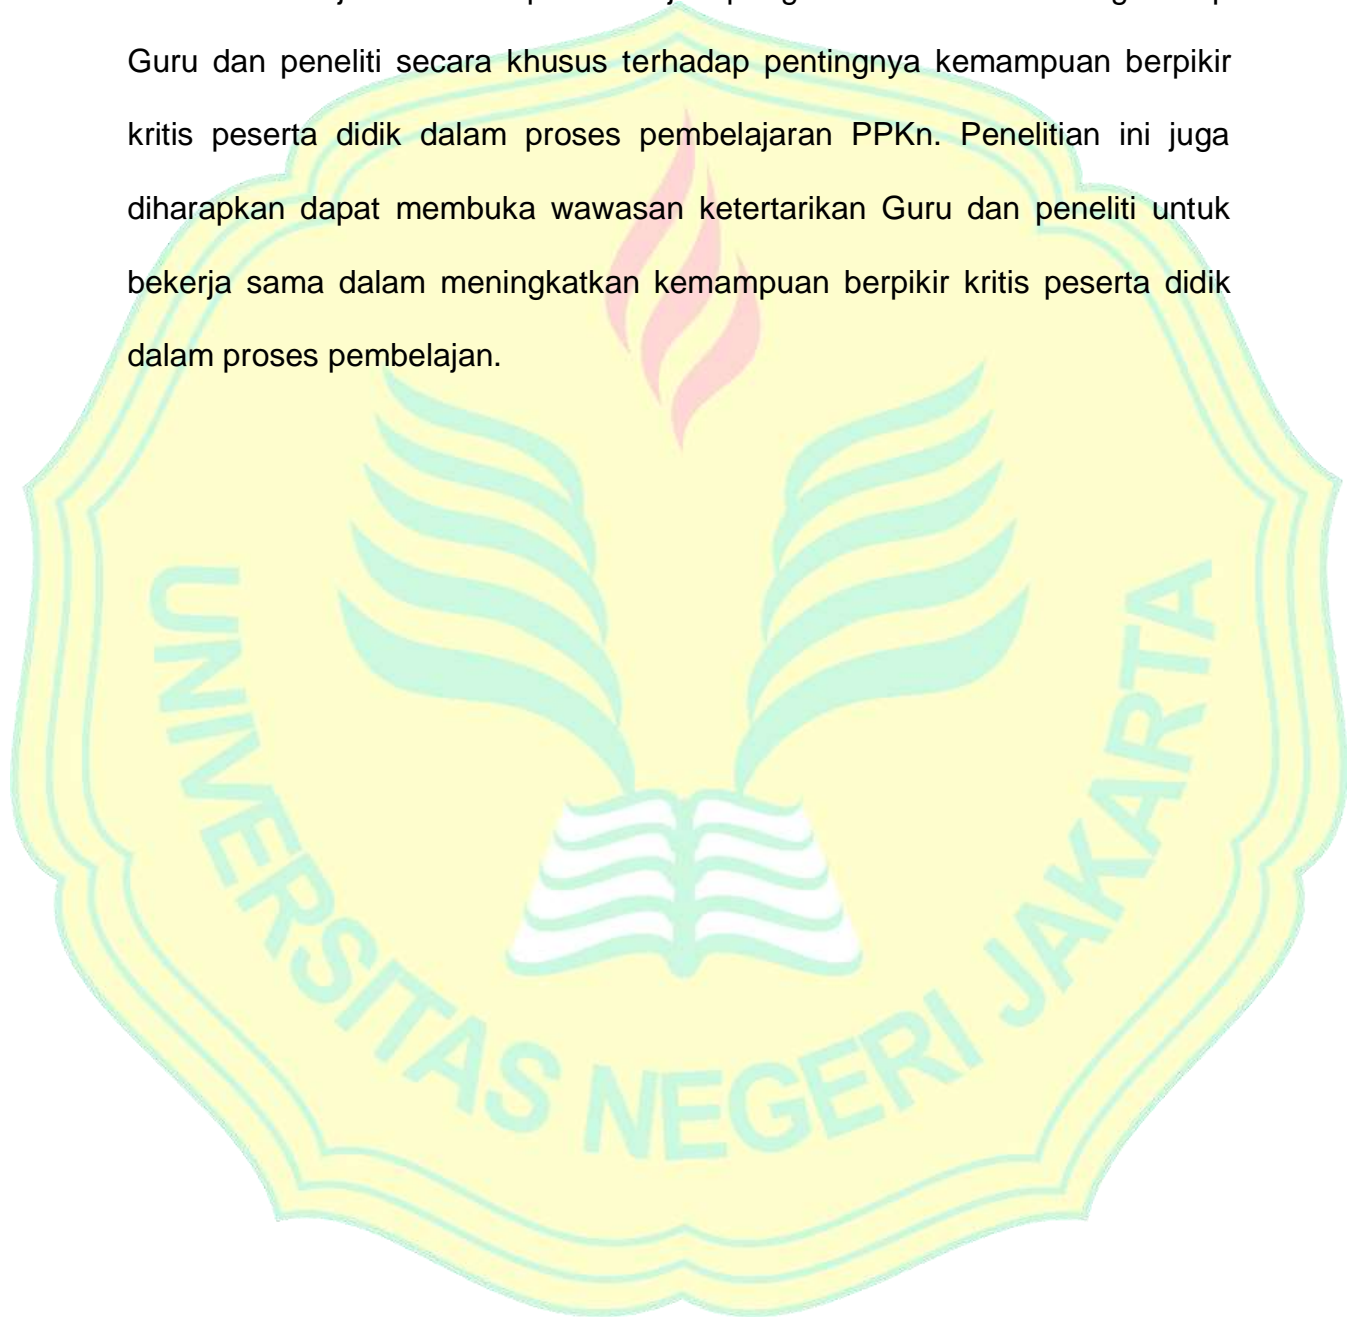 Guru dan peneliti secara khusus terhadap pentingnya kemampuan berpikir
kritis peserta didik dalam proses pembelajaran PPKn. Penelitian ini juga
diharapkan dapat membuka wawasan ketertarikan Guru dan peneliti untuk
bekerja sama dalam meningkatkan kemampuan berpikir kritis peserta didik
dalam proses pembelajan.
UNIVERSITAS NEGERI JAKARTA